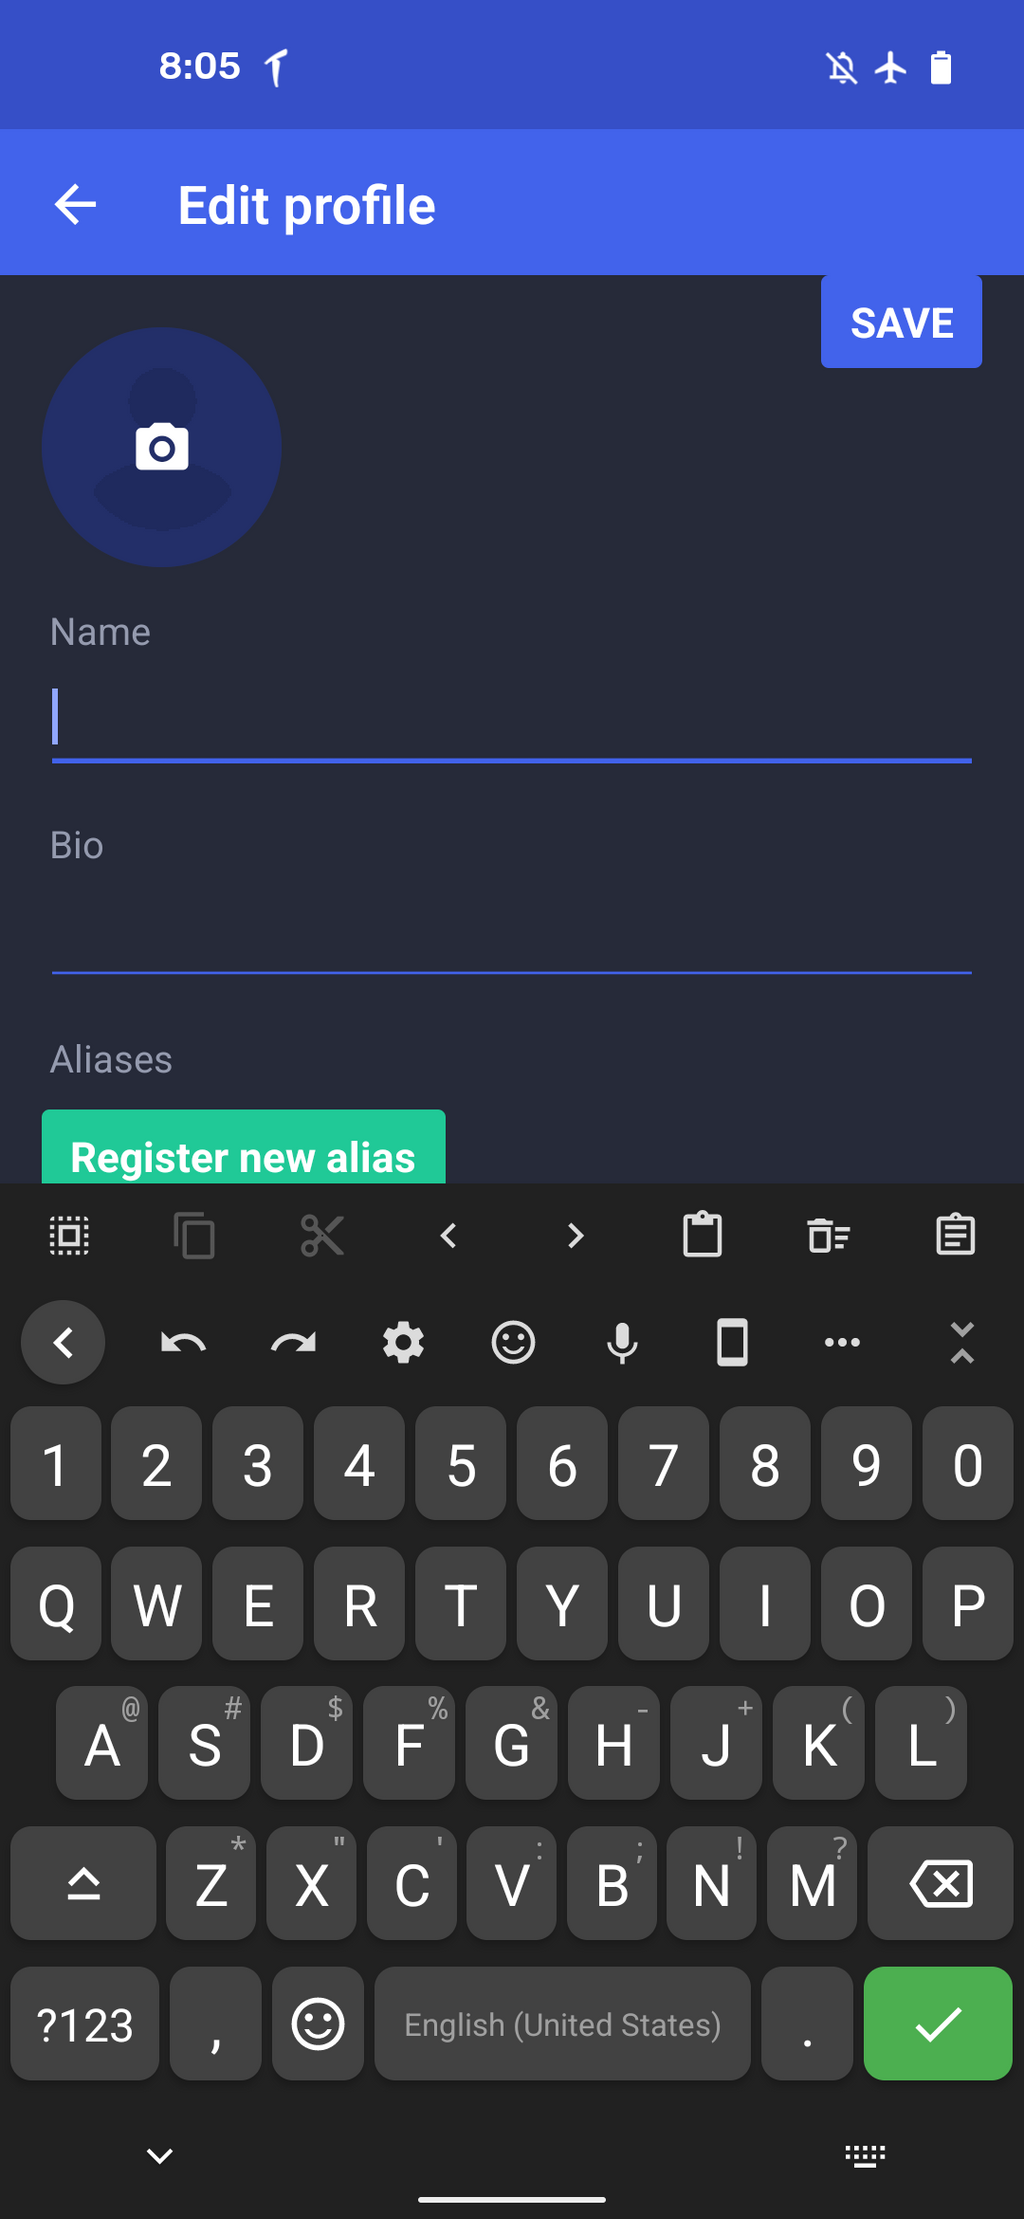 8:05
Edit profile
SAVE
Name
Bio
Aliases
Register new alias
1 2 3 4 5 6 7 8 9 0
Q W E R T Y U I O P
@ # $ % & - + ( )
A S D F G H J K L
* " ' : ; ! ?
Z X C V B N M
?123 , English (United States) .